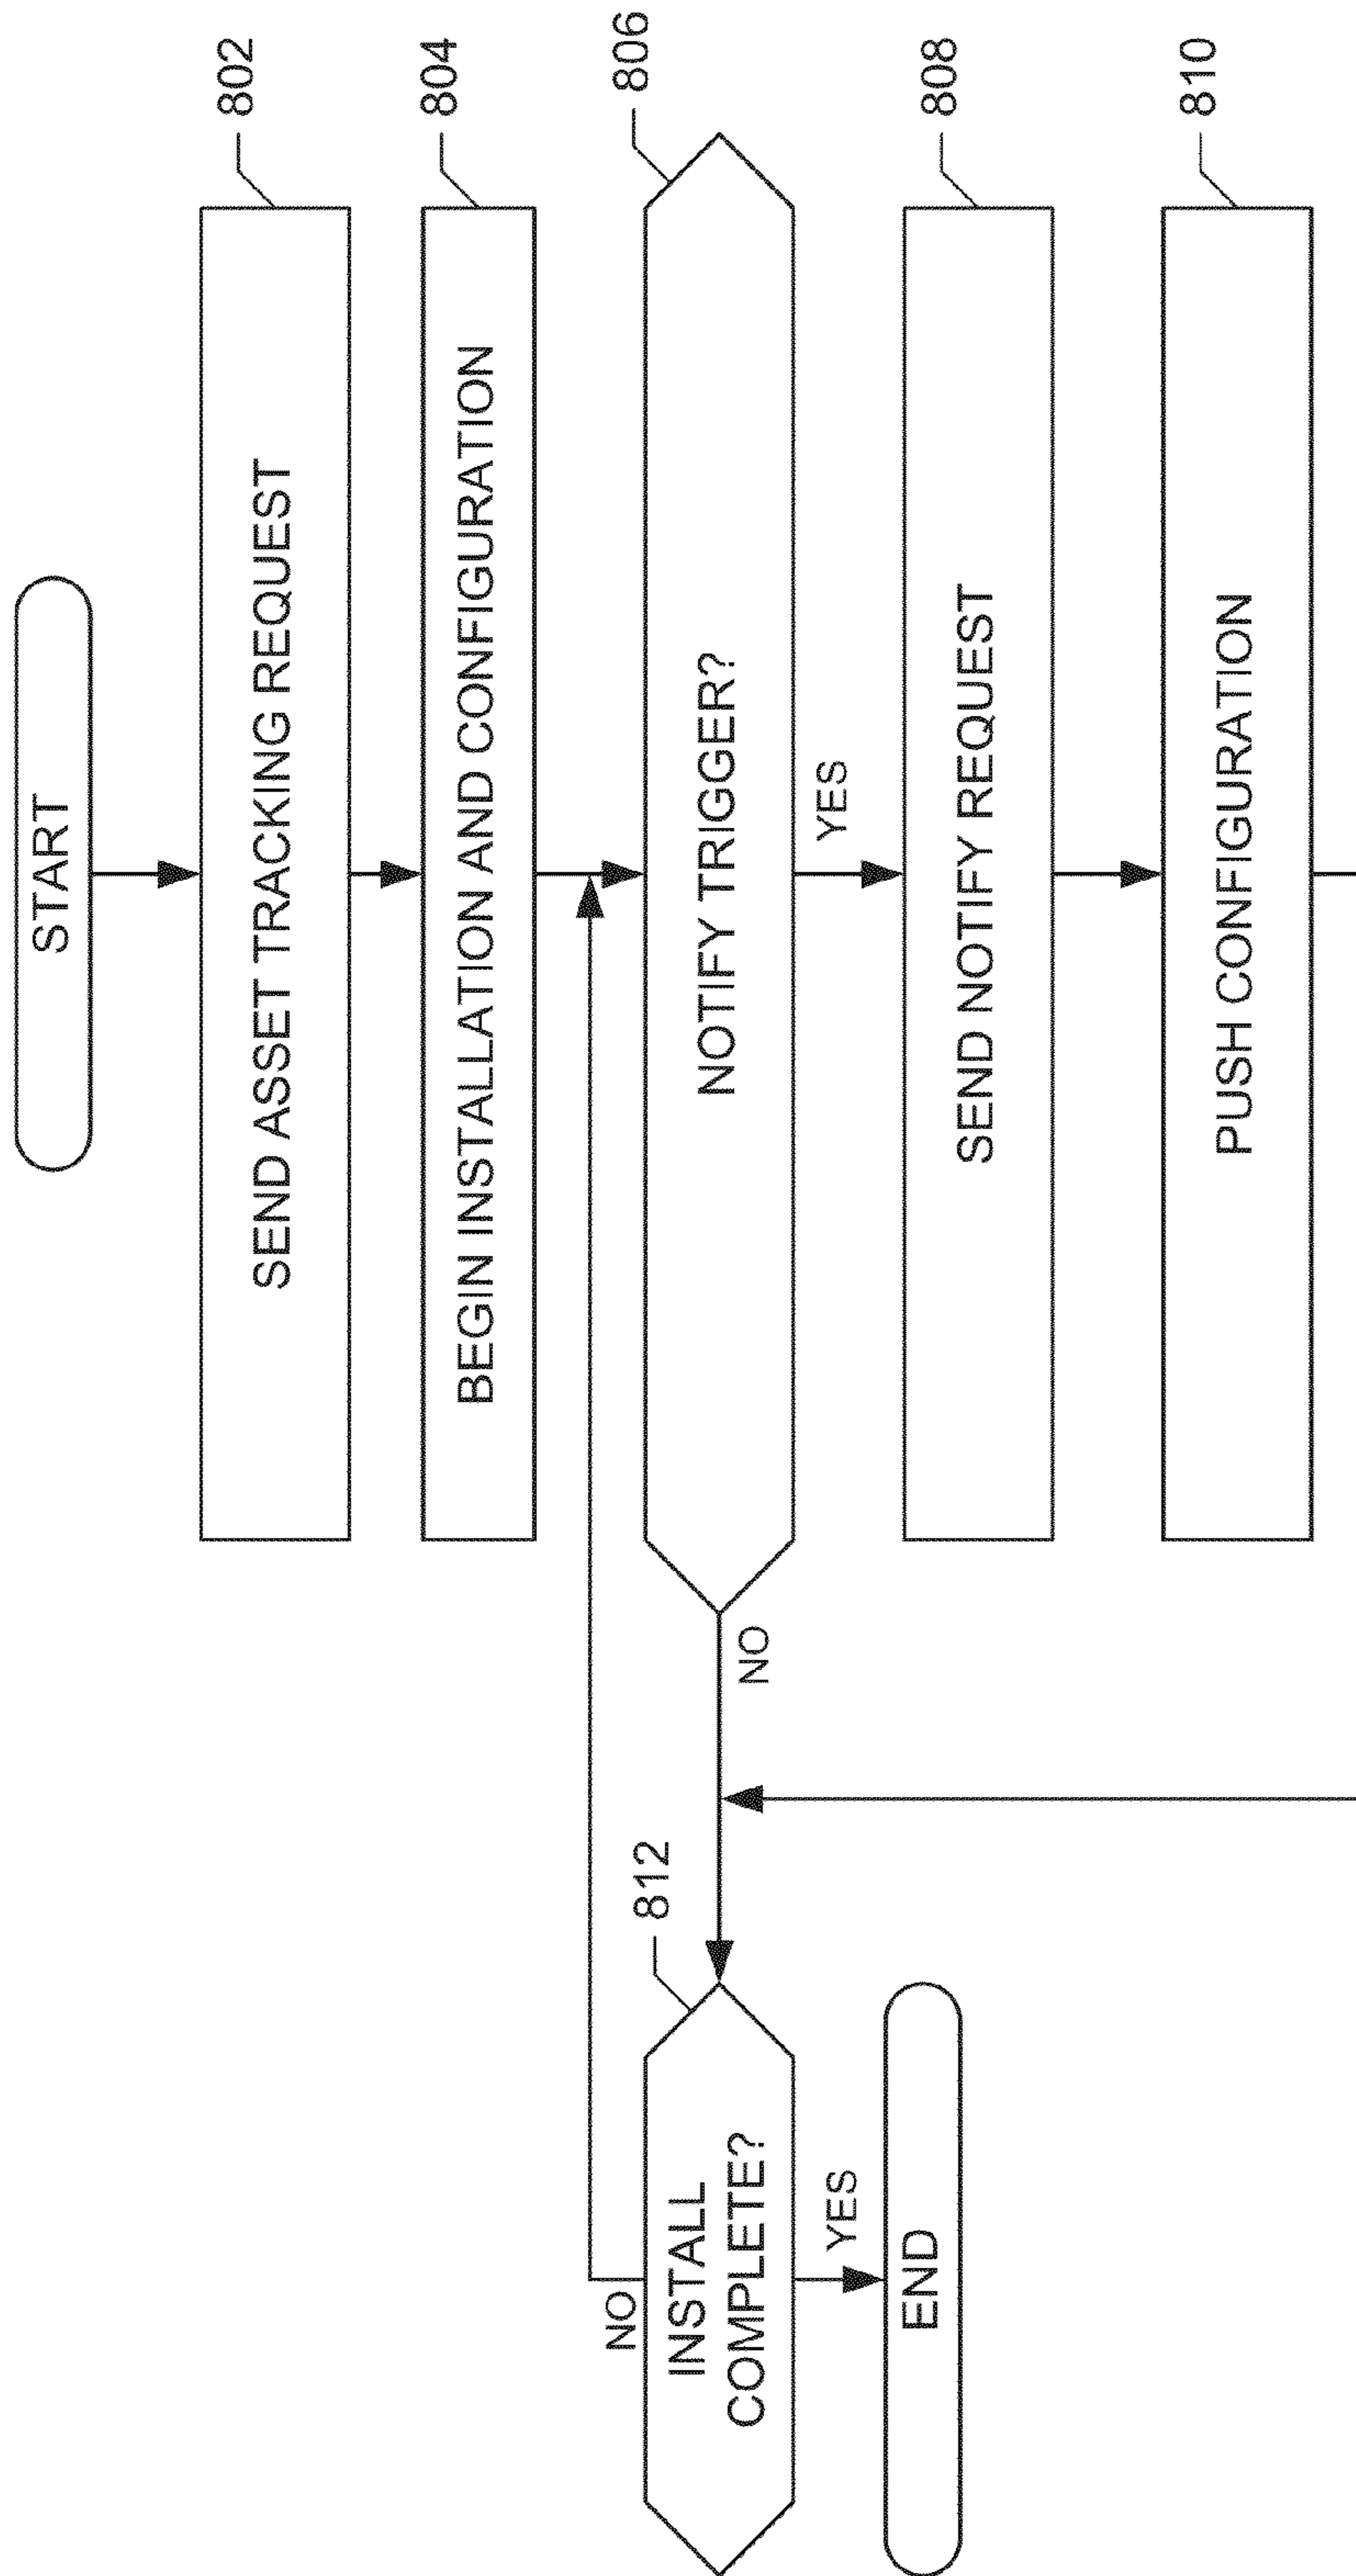 START
802
SEND ASSET TRACKING REQUEST
804
BEGIN INSTALLATION AND CONFIGURATION
806
NOTIFY TRIGGER?
NO
YES
808
SEND NOTIFY REQUEST
810
PUSH CONFIGURATION
812
INSTALL
COMPLETE?
NO
YES
END